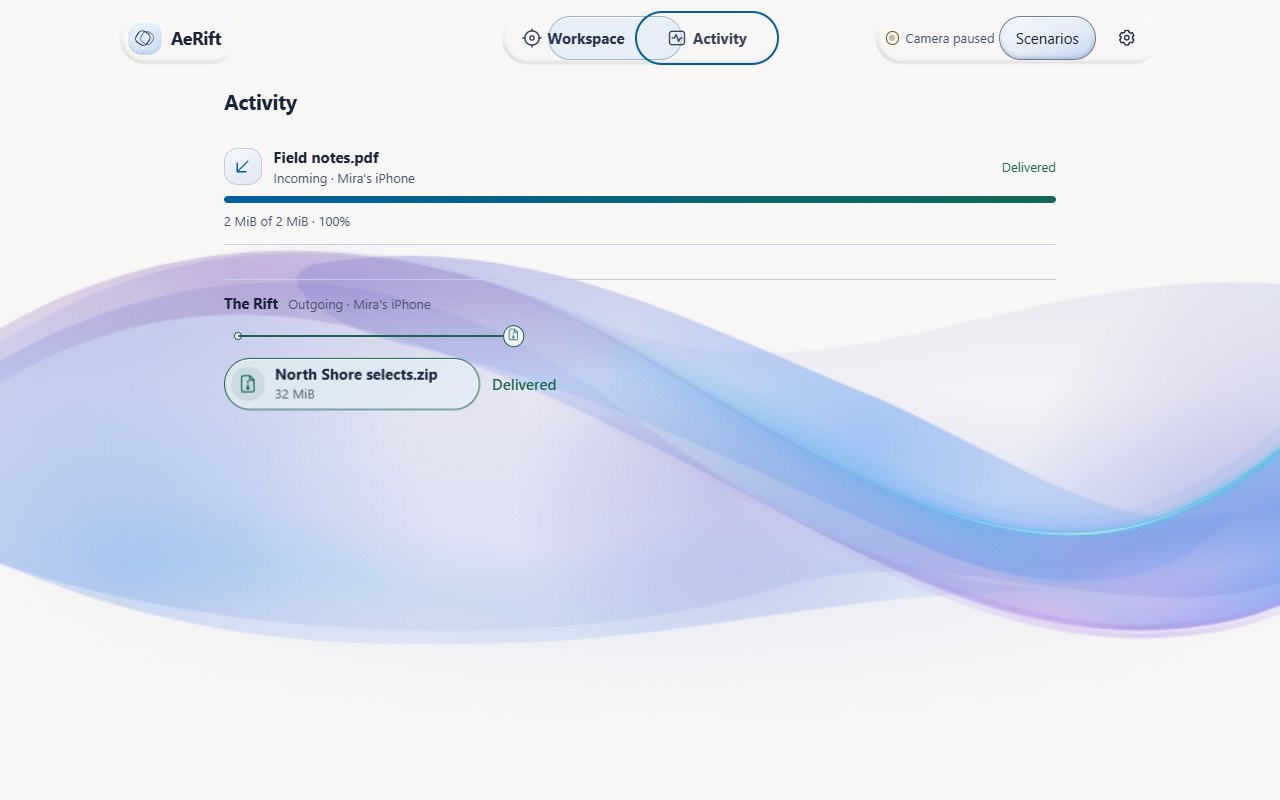 AeRift
Workspace
Activity
Camera paused
Scenarios
Activity
Field notes.pdf
Incoming · Mira's iPhone
Delivered
2 MiB of 2 MiB · 100%
The Rift Outgoing · Mira's iPhone
North Shore selects.zip
32 MiB
Delivered